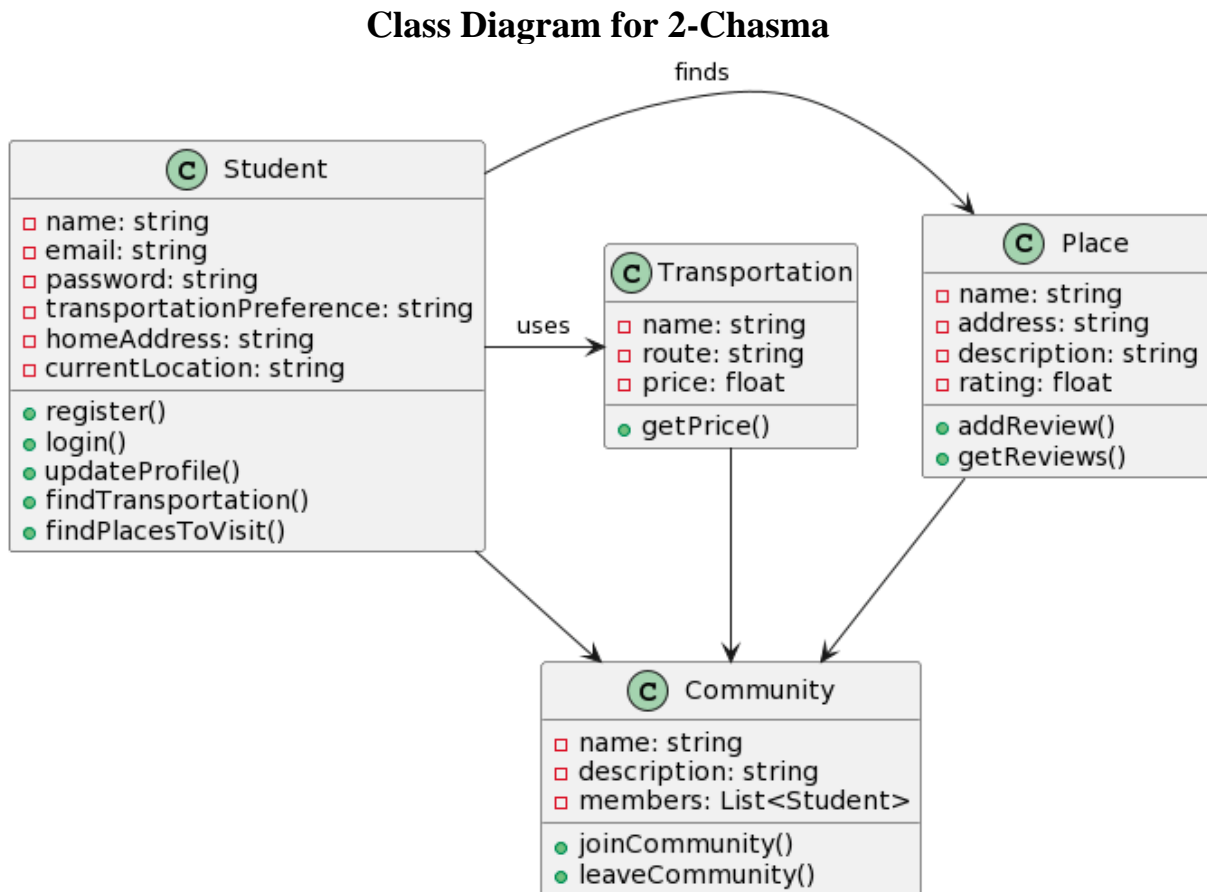 Class Diagram for 2-Chasma
finds
C Student
name: string
email: string
password: string
transportationPreference: string
homeAddress: string
currentLocation: string
register()
login()
updateProfile()
findTransportation()
findPlacesToVisit()
uses
C Transportation
name: string
route: string
price: float
getPrice()
C Place
name: string
address: string
description: string
rating: float
addReview()
getReviews()
C Community
name: string
description: string
members: List<Student>
joinCommunity()
leaveCommunity()